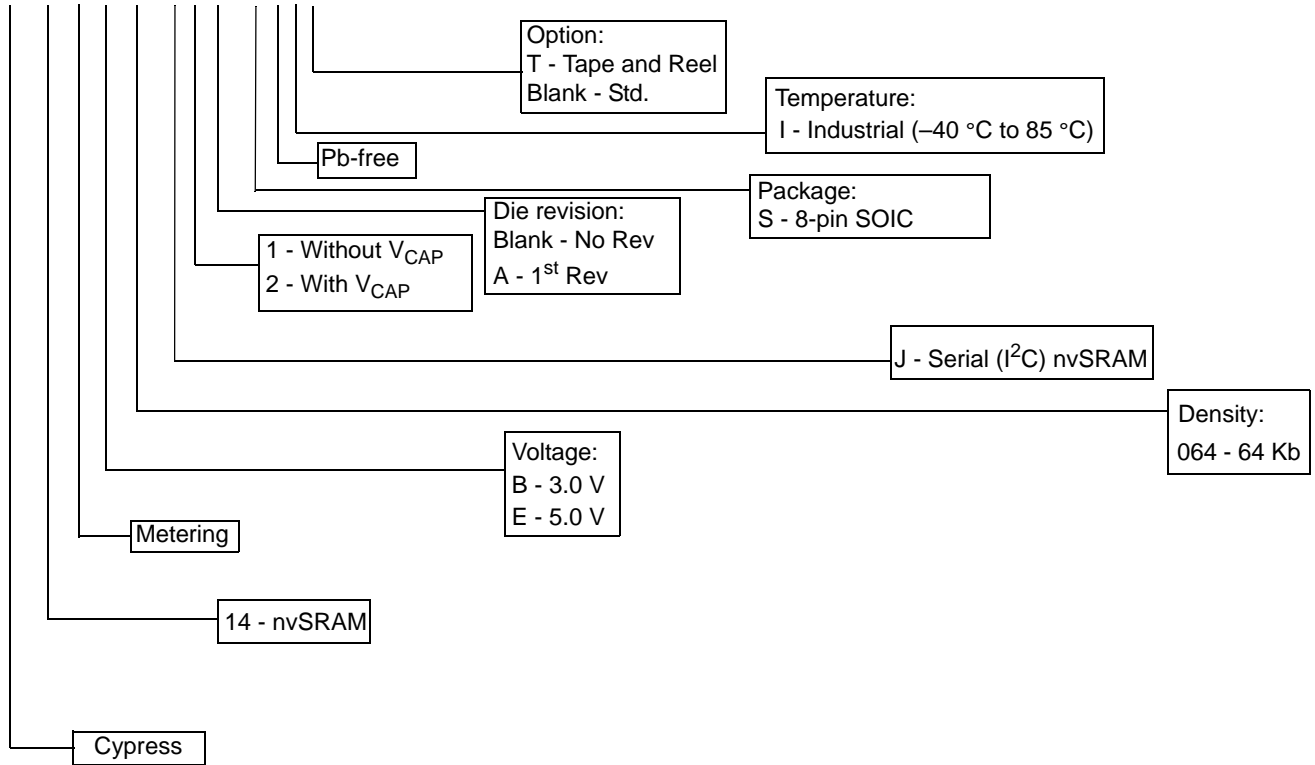 Option:
T - Tape and Reel
Blank - Std.
Temperature:
I - Industrial (–40 °C to 85 °C)
Pb-free
Package:
S - 8-pin SOIC
Die revision:
Blank - No Rev
A - 1st Rev
1 - Without VCAP
2 - With VCAP
J - Serial (I2C) nvSRAM
Density:
064 - 64 Kb
Voltage:
B - 3.0 V
E - 5.0 V
Metering
14 - nvSRAM
Cypress